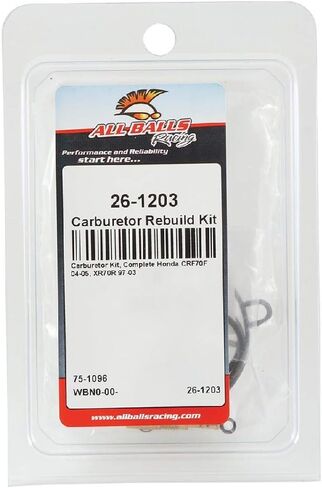 ALL BALLS
Racing
Performance and Reliability
start here...
26-1203
Carburetor Rebuild Kit
Carburetor Kit, Complete Honda CRF70F
04-05, XR70R 97-03
75-1096
WBN0-00-
26-1203
www.allballsracing.com